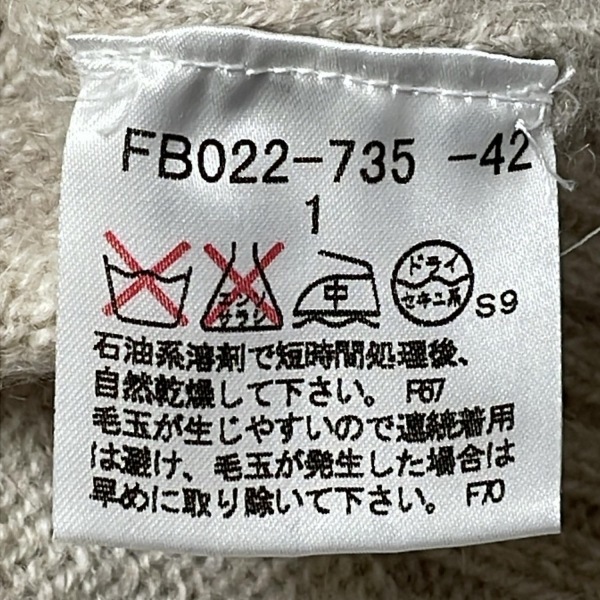 FB022-735 -42
1
エンソ
サラシ
中
ドライ
セキユ系
S9
石油系溶剤で短時間処理後、
自然乾燥して下さい。F67
毛玉が生じやすいので連続着用
は避け、毛玉が発生した場合は
早めに取り除いて下さい。F70